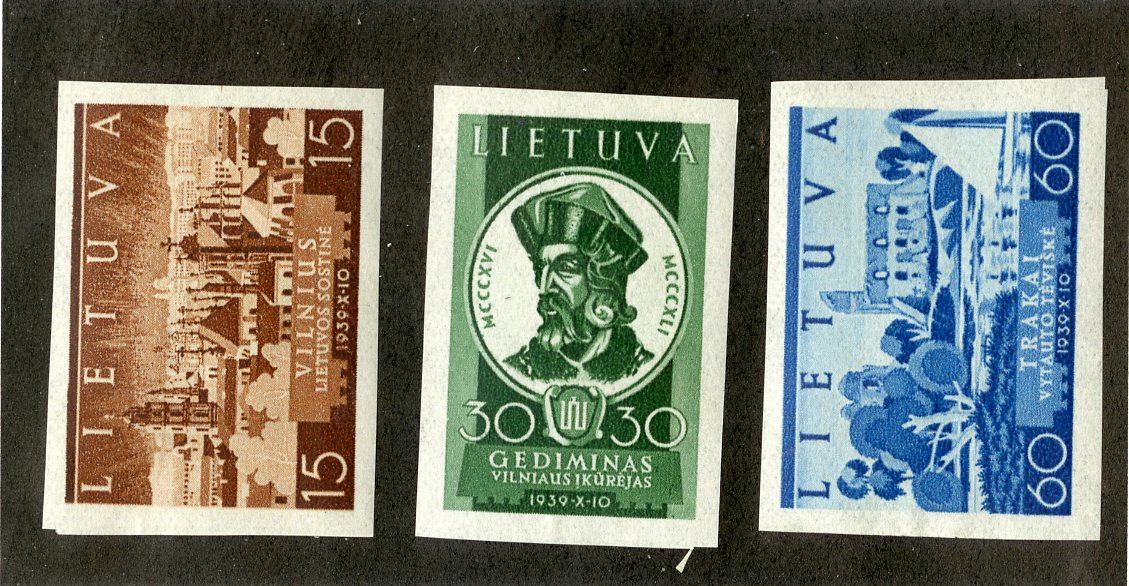 LIETUVA
15
15
VILNIUS
LIETUVOS SOSTINĖ
1939·X·10
LIETUVA
MCCCXVI
MCCCXLI
30 30
GEDIMINAS
VILNIAUS ĮKŪRĖJAS
1939·X·10
LIETUVA
60
60
TRAKAI
VYTAUTO TĖVIŠKĖ
1939·X·10